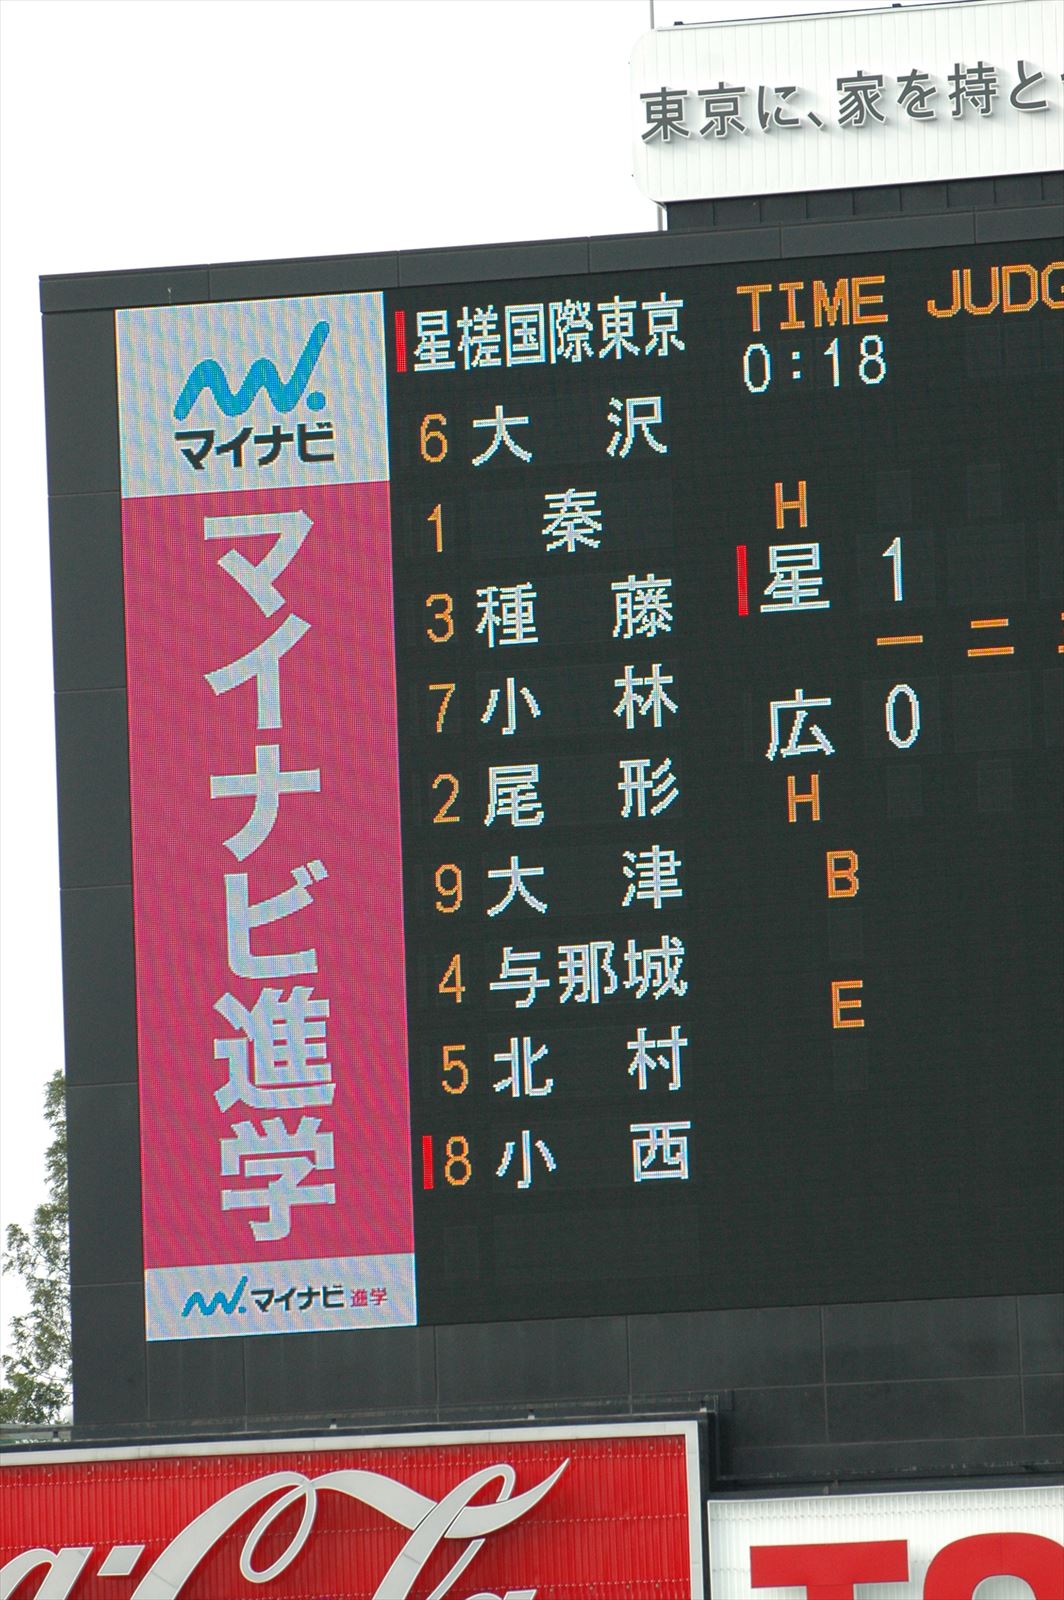 東京に、家を持と
マイナビ
マイナビ進学
マイナビ 進学
星槎国際東京
6 大沢
1 秦
3 種藤
7 小林
2 尾形
9 大津
4 与那城
5 北村
8 小西
TIME JUDG
0:18
H
星 1
一 二
広 0
H
B
E